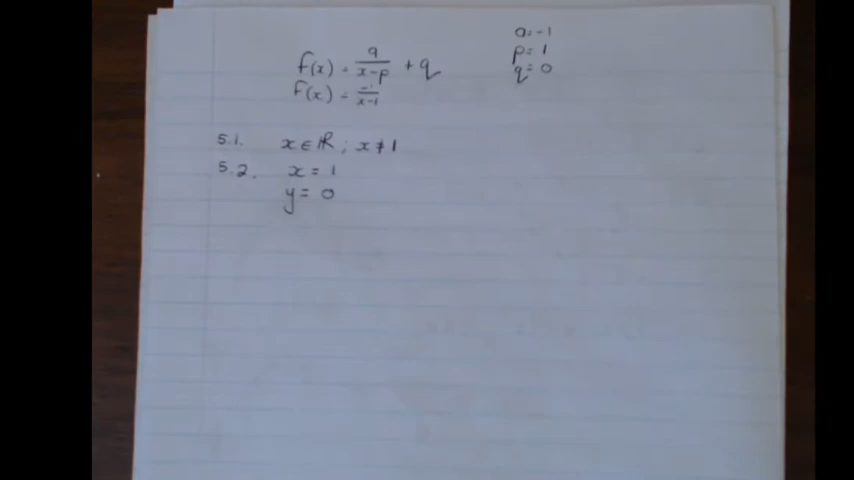 f(x) = a/(x-p) + q
f(x) = -1/(x-1)
a=-1
p=1
q=0
5.1. x ∈ ℝ ; x ≠ 1
5.2. x = 1
y = 0